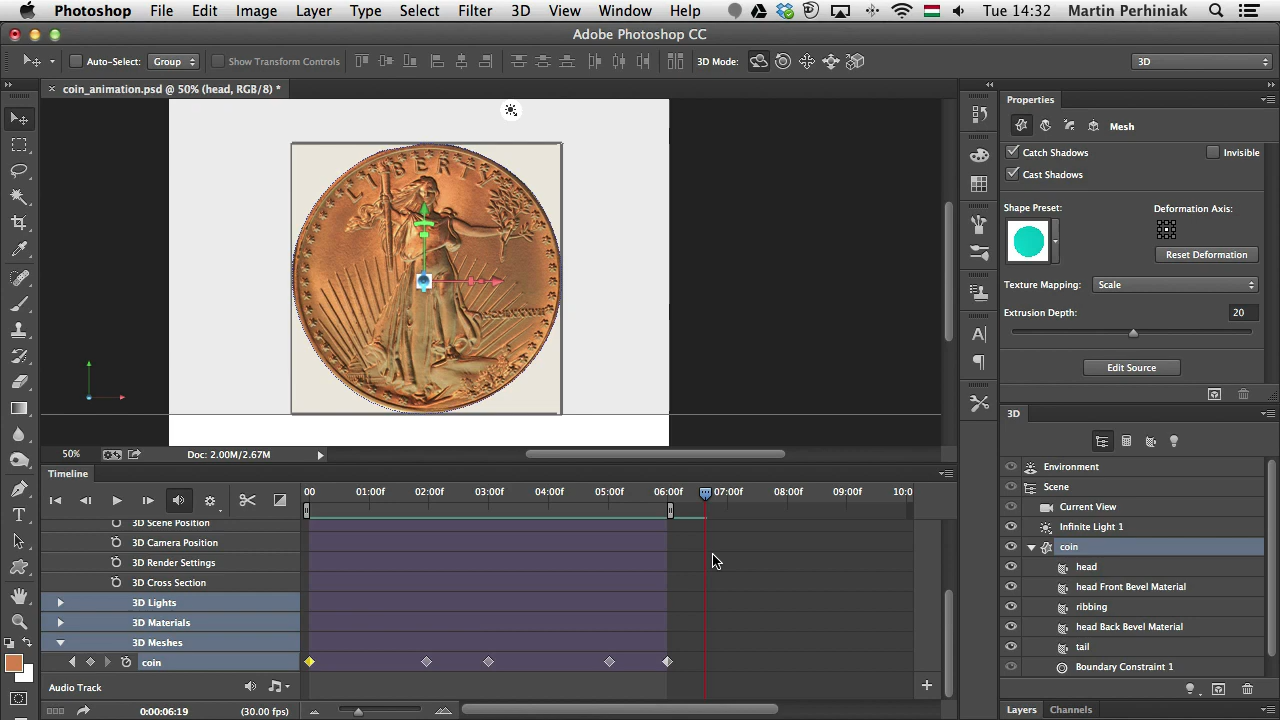 Photoshop File Edit Image Layer Type Select Filter 3D View Window Help Tue 14:32 Martin Perhiniak
Adobe Photoshop CC
Auto-Select: Group Show Transform Controls 3D Mode: 3D
coin_animation.psd @ 50% (head, RGB/8) *
Properties
Mesh
Catch Shadows Invisible
Cast Shadows
Shape Preset: Deformation Axis:
Reset Deformation
Texture Mapping: Scale
Extrusion Depth: 20
Edit Source
LIBERTY
50% Doc: 2.00M/2.67M
3D
Environment
Scene
Current View
Infinite Light 1
coin
head
head Front Bevel Material
ribbing
head Back Bevel Material
tail
Boundary Constraint 1
Layers Channels
Timeline
00 01:00f 02:00f 03:00f 04:00f 05:00f 06:00f 07:00f 08:00f 09:00f 10:0
3D Scene Position
3D Camera Position
3D Render Settings
3D Cross Section
3D Lights
3D Materials
3D Meshes
coin
Audio Track
0:00:06:19 (30.00 fps)